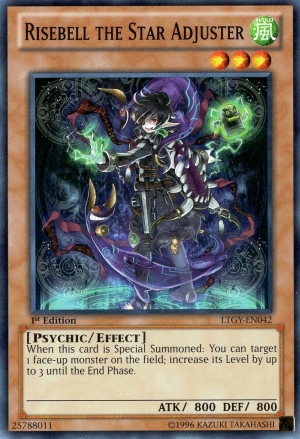 RISEBELL THE STAR ADJUSTER
WIND
風
1st Edition
LTGY-EN042
[PSYCHIC/EFFECT]
When this card is Special Summoned: You can target
1 face-up monster on the field; increase its Level by up
to 3 until the End Phase.
ATK/ 800 DEF/ 800
25788011
©1996 KAZUKI TAKAHASHI